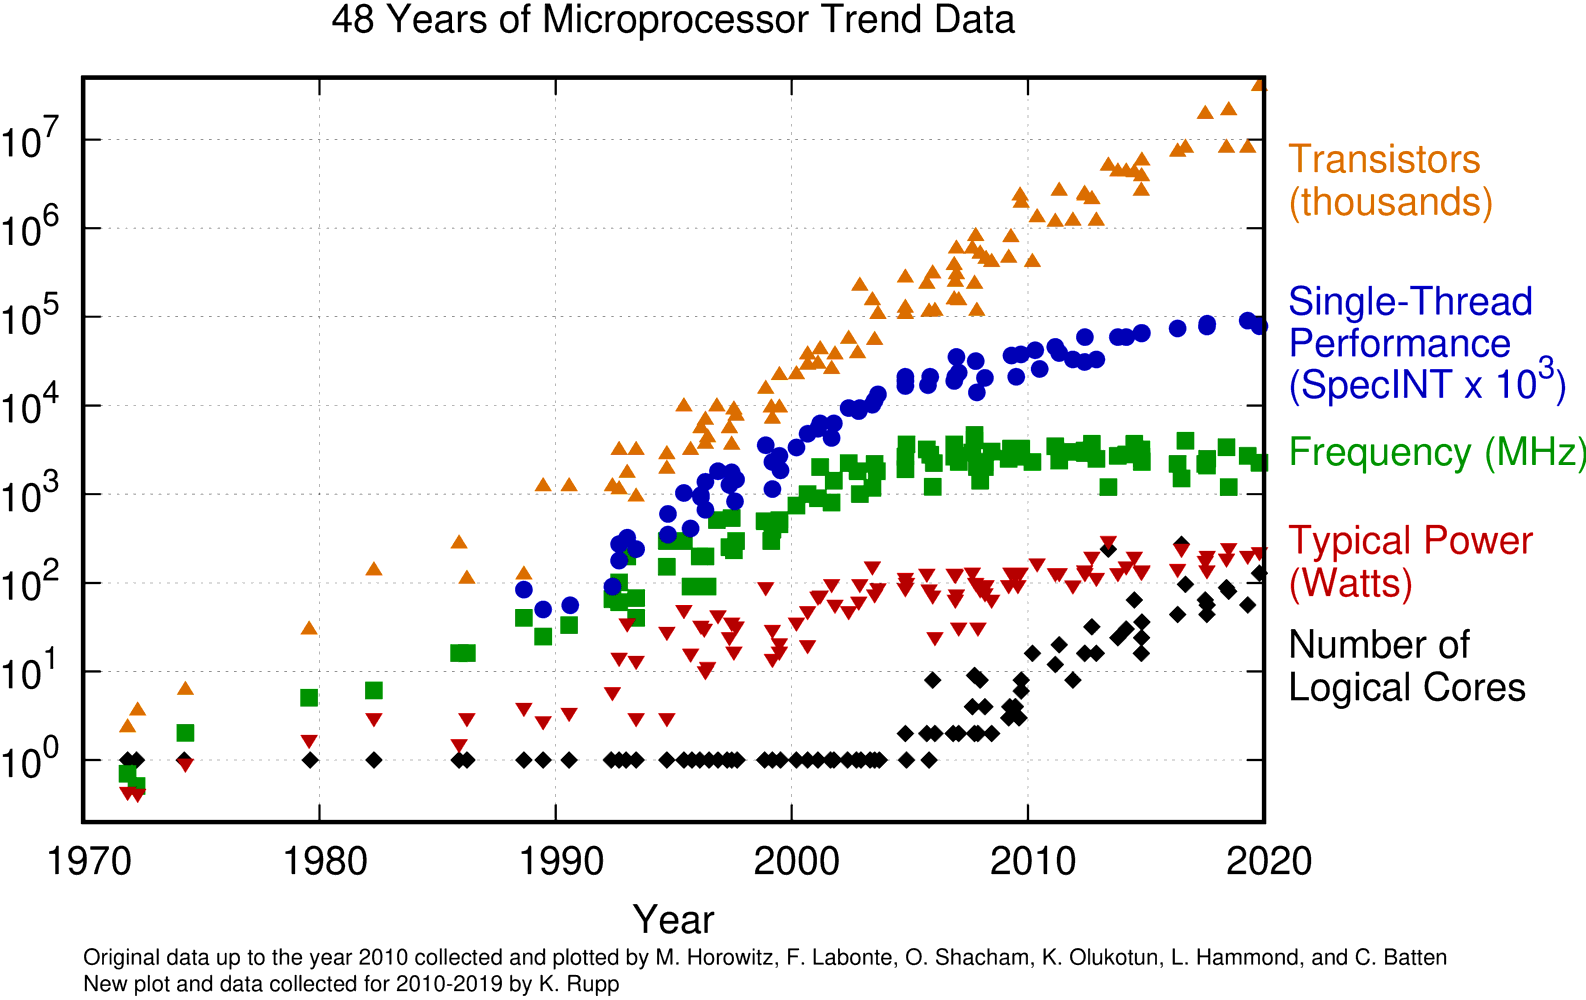 48 Years of Microprocessor Trend Data
10^7
10^6
10^5
10^4
10^3
10^2
10^1
10^0
Transistors
(thousands)
Single-Thread
Performance
(SpecINT x 10^3)
Frequency (MHz)
Typical Power
(Watts)
Number of
Logical Cores
1970 1980 1990 2000 2010 2020
Year
Original data up to the year 2010 collected and plotted by M. Horowitz, F. Labonte, O. Shacham, K. Olukotun, L. Hammond, and C. Batten
New plot and data collected for 2010-2019 by K. Rupp